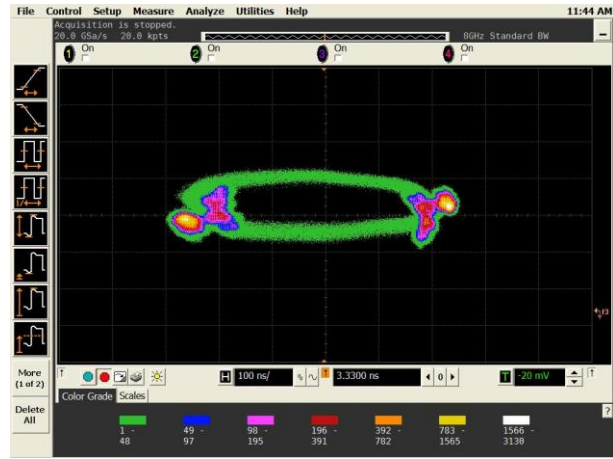 File Control Setup Measure Analyze Utilities Help 11:44 AM
Acquisition is stopped.
20.0 GSa/s 20.0 kpts 8GHz Standard BW
1 On 2 On 3 On 4 On
1/
More
(1 of 2)
Delete
All
H 100 ns/ 3.3300 ns 0 T -20 mV
Color Grade Scales ?
1 - 49 - 98 - 196 - 392 - 783 - 1566 -
48 97 195 391 782 1565 3130